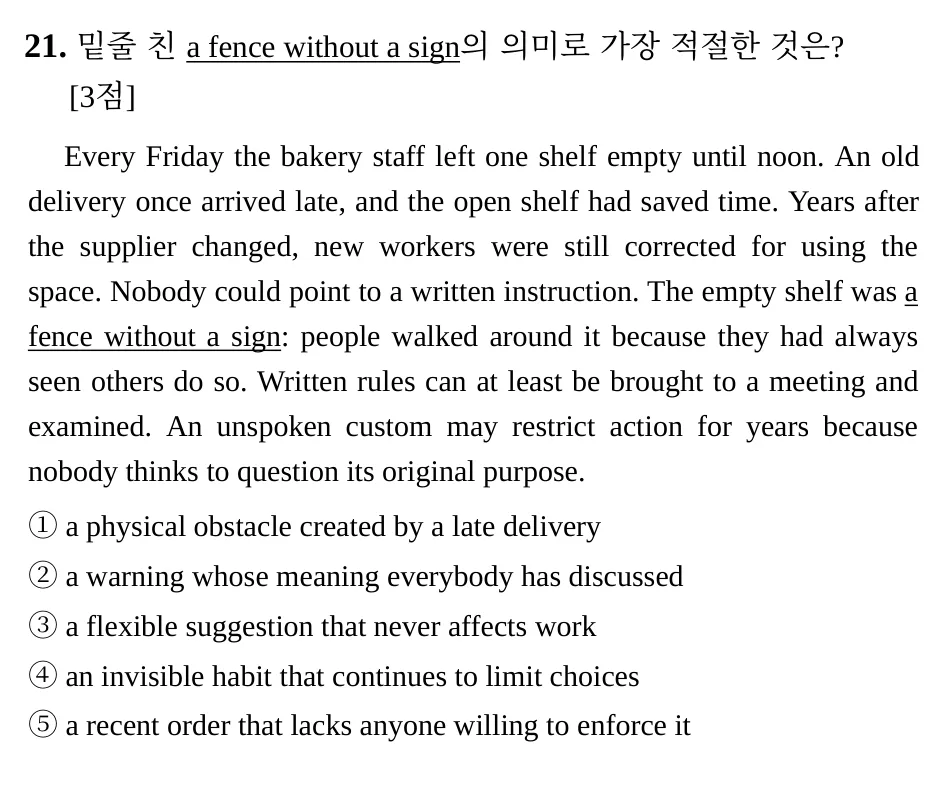 21. 밑줄 친 a fence without a sign의 의미로 가장 적절한 것은?
[3점]
Every Friday the bakery staff left one shelf empty until noon. An old
delivery once arrived late, and the open shelf had saved time. Years after
the supplier changed, new workers were still corrected for using the
space. Nobody could point to a written instruction. The empty shelf was a
fence without a sign: people walked around it because they had always
seen others do so. Written rules can at least be brought to a meeting and
examined. An unspoken custom may restrict action for years because
nobody thinks to question its original purpose.
① a physical obstacle created by a late delivery
② a warning whose meaning everybody has discussed
③ a flexible suggestion that never affects work
④ an invisible habit that continues to limit choices
⑤ a recent order that lacks anyone willing to enforce it